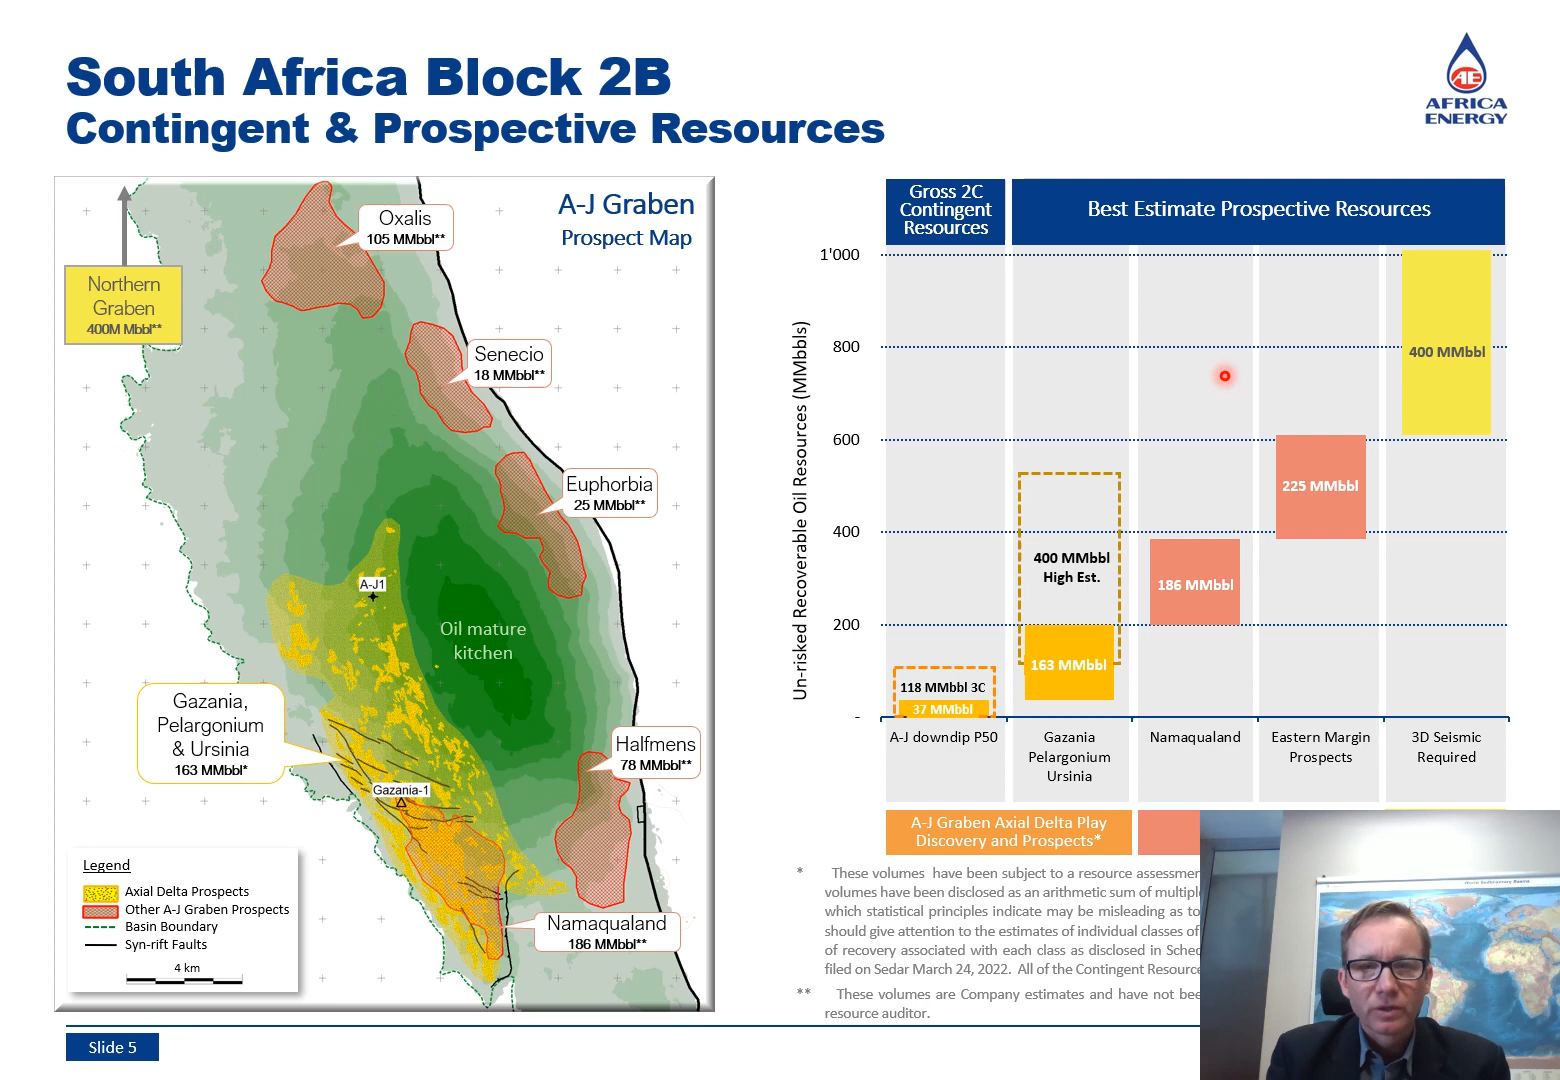 South Africa Block 2B
Contingent & Prospective Resources
AE
AFRICA
ENERGY
A-J Graben
Prospect Map
Oxalis
105 MMbbl**
Northern
Graben
400M Mbbl**
Senecio
18 MMbbl**
Euphorbia
25 MMbbl**
A-J1
Oil mature
kitchen
Gazania,
Pelargonium
& Ursinia
163 MMbbl*
Gazania-1
Halfmens
78 MMbbl**
Namaqualand
186 MMbbl**
Legend
Axial Delta Prospects
Other A-J Graben Prospects
Basin Boundary
Syn-rift Faults
4 km
Gross 2C
Contingent
Resources
Best Estimate Prospective Resources
Un-risked Recoverable Oil Resources (MMbbls)
1'000
800
600
400
200
-
118 MMbbl 3C
37 MMbbl
400 MMbbl
High Est.
163 MMbbl
186 MMbbl
225 MMbbl
400 MMbbl
A-J downdip P50
Gazania
Pelargonium
Ursinia
Namaqualand
Eastern Margin
Prospects
3D Seismic
Required
A-J Graben Axial Delta Play
Discovery and Prospects*
* These volumes have been subject to a resource assessmen
volumes have been disclosed as an arithmetic sum of multipl
which statistical principles indicate may be misleading as to
should give attention to the estimates of individual classes of
of recovery associated with each class as disclosed in Sched
filed on Sedar March 24, 2022. All of the Contingent Resource
** These volumes are Company estimates and have not bee
resource auditor.
Slide 5